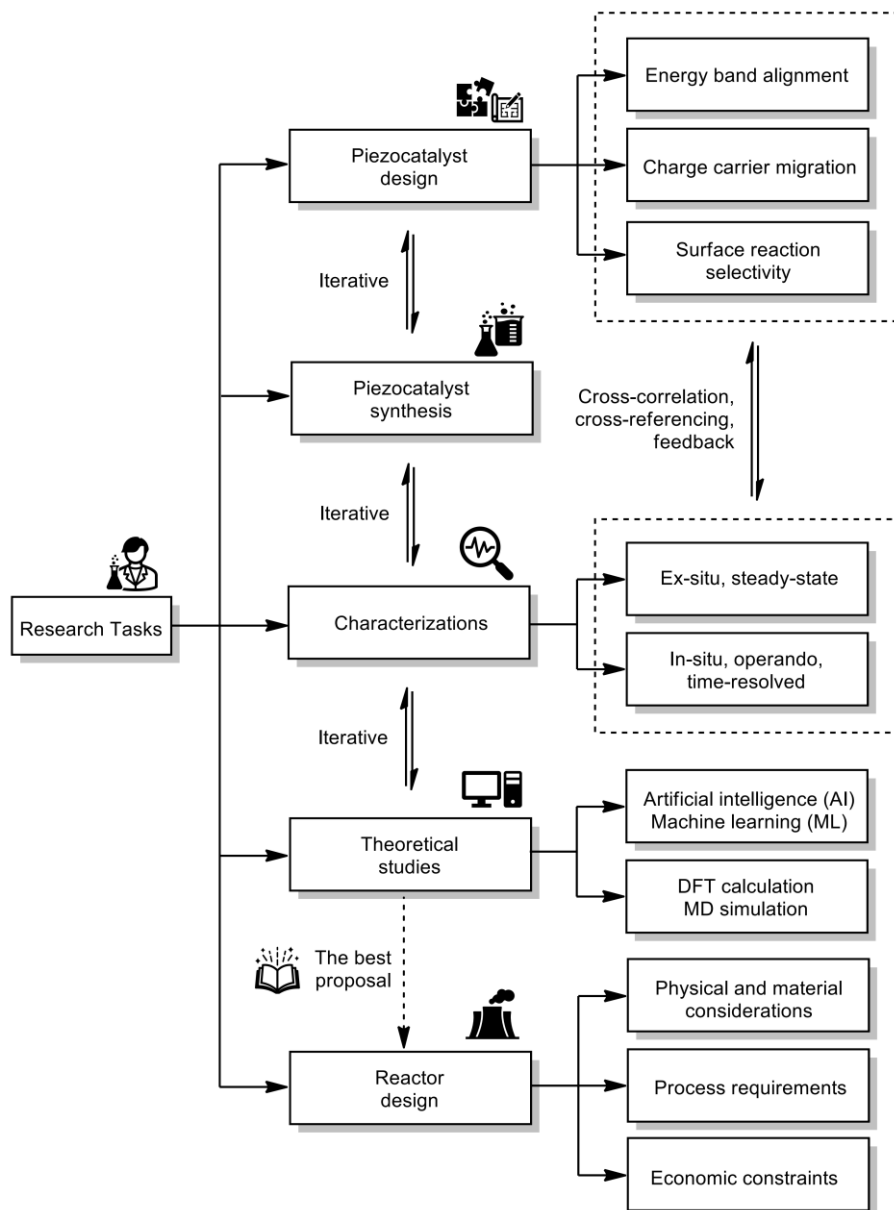 Energy band alignment
Piezocatalyst
design
Charge carrier migration
Surface reaction
selectivity
Iterative
Piezocatalyst
synthesis
Cross-correlation,
cross-referencing,
feedback
Iterative
Research Tasks
Characterizations
Ex-situ, steady-state
In-situ, operando,
time-resolved
Iterative
Theoretical
studies
Artificial intelligence (AI)
Machine learning (ML)
DFT calculation
MD simulation
The best
proposal
Reactor
design
Physical and material
considerations
Process requirements
Economic constraints